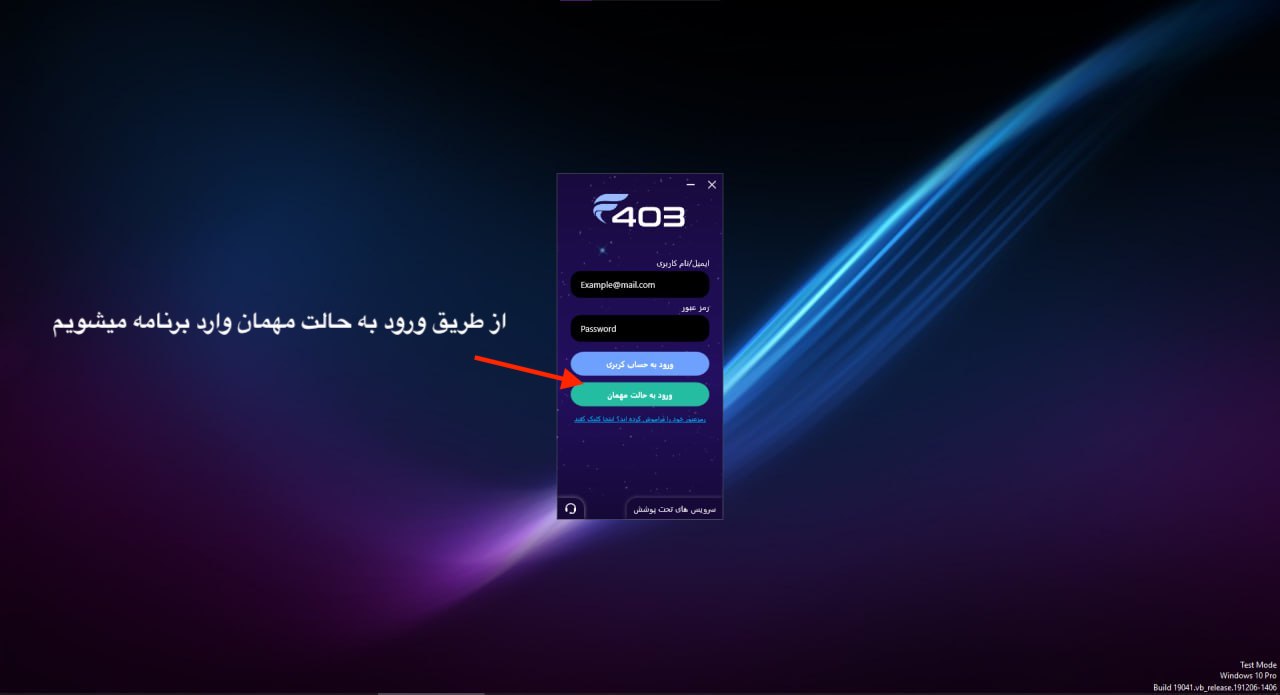 403
ایمیل/نام کاربری
Example@mail.com
رمز عبور
Password
از طریق ورود به حالت مهمان وارد برنامه میشویم
ورود به حساب کربری
ورود به حالت مهمان
رمزعبور خود را فراموش کرده اید؟ اینجا کلیک کنید
سرویس های تحت پوشش
Test Mode
Windows 10 Pro
Build 19041.vb_release.191206-1406